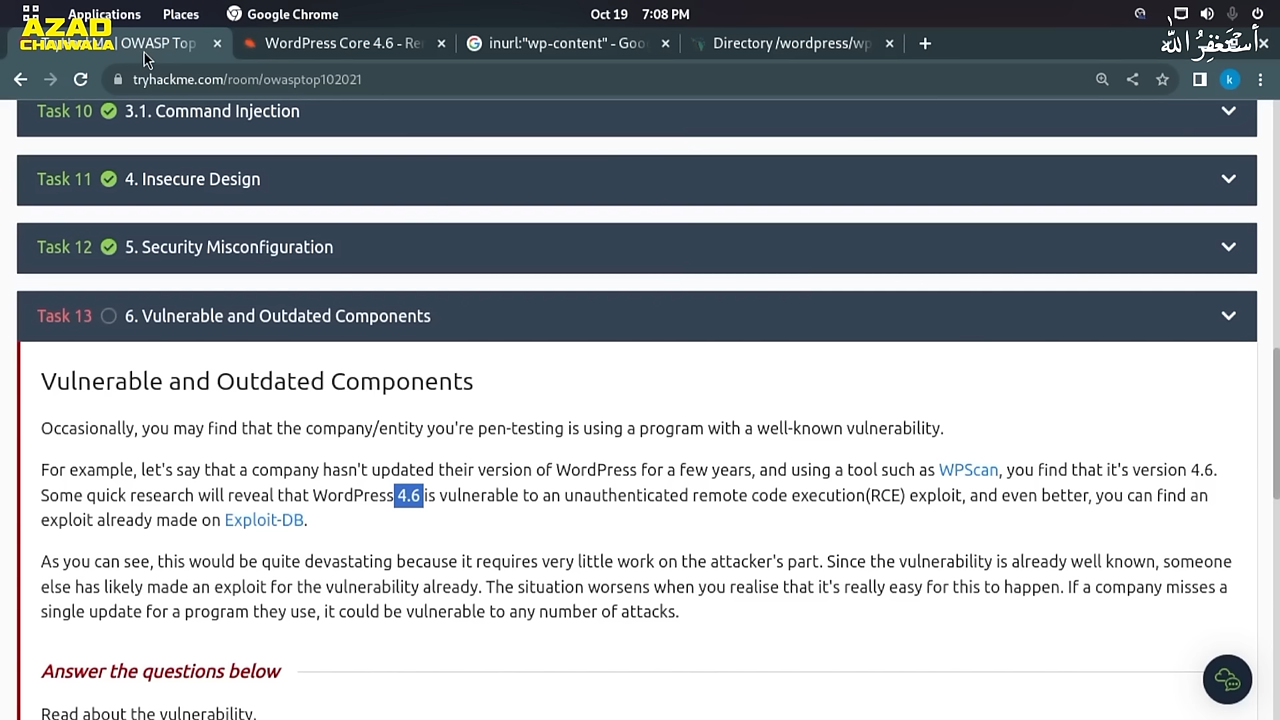 Applications Places Google Chrome Oct 19 7:08 PM
AZAD
CHAIWALA
OWASP Top
WordPress Core 4.6 - Re
inurl:"wp-content" - Goo
Directory /wordpress/wp
أستغفر الله
tryhackme.com/room/owasptop102021
k
Task 10 3.1. Command Injection
Task 11 4. Insecure Design
Task 12 5. Security Misconfiguration
Task 13 6. Vulnerable and Outdated Components
Vulnerable and Outdated Components
Occasionally, you may find that the company/entity you're pen-testing is using a program with a well-known vulnerability.
For example, let's say that a company hasn't updated their version of WordPress for a few years, and using a tool such as WPScan, you find that it's version 4.6.
Some quick research will reveal that WordPress 4.6 is vulnerable to an unauthenticated remote code execution(RCE) exploit, and even better, you can find an
exploit already made on Exploit-DB.
As you can see, this would be quite devastating because it requires very little work on the attacker's part. Since the vulnerability is already well known, someone
else has likely made an exploit for the vulnerability already. The situation worsens when you realise that it's really easy for this to happen. If a company misses a
single update for a program they use, it could be vulnerable to any number of attacks.
Answer the questions below
Read about the vulnerability.